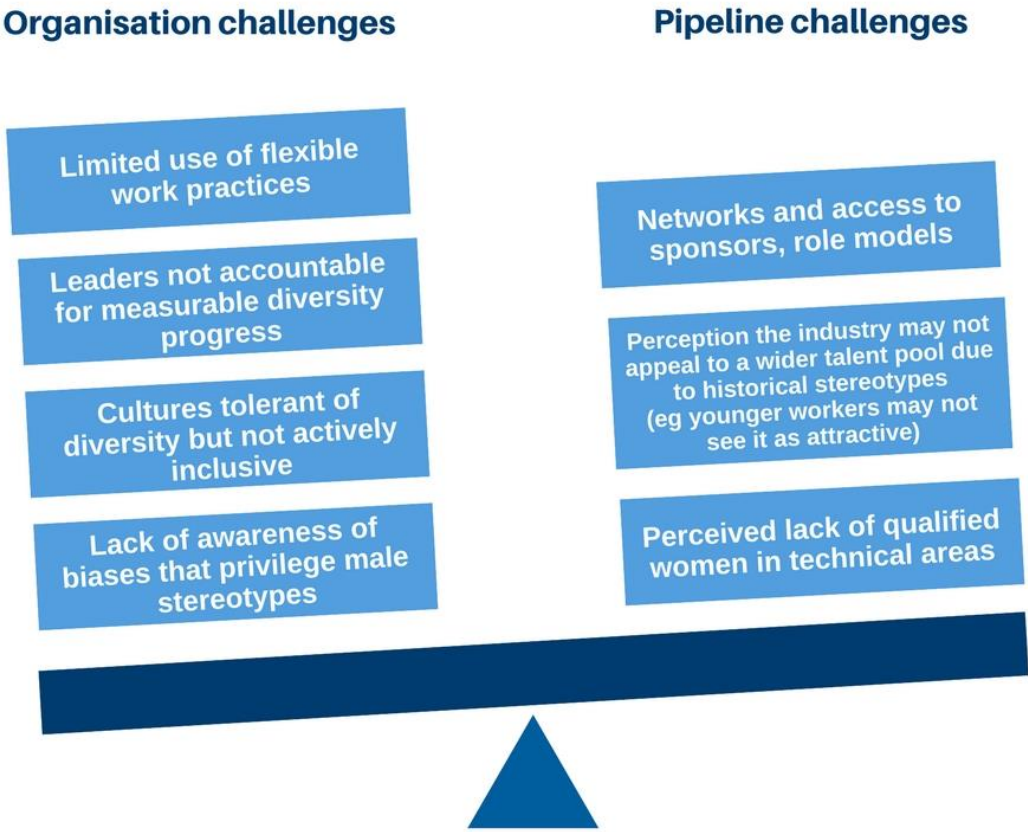 Organisation challenges
Limited use of flexible
work practices
Leaders not accountable
for measurable diversity
progress
Cultures tolerant of
diversity but not actively
inclusive
Lack of awareness of
biases that privilege male
stereotypes
Pipeline challenges
Networks and access to
sponsors, role models
Perception the industry may not
appeal to a wider talent pool due
to historical stereotypes
(eg younger workers may not
see it as attractive)
Perceived lack of qualified
women in technical areas